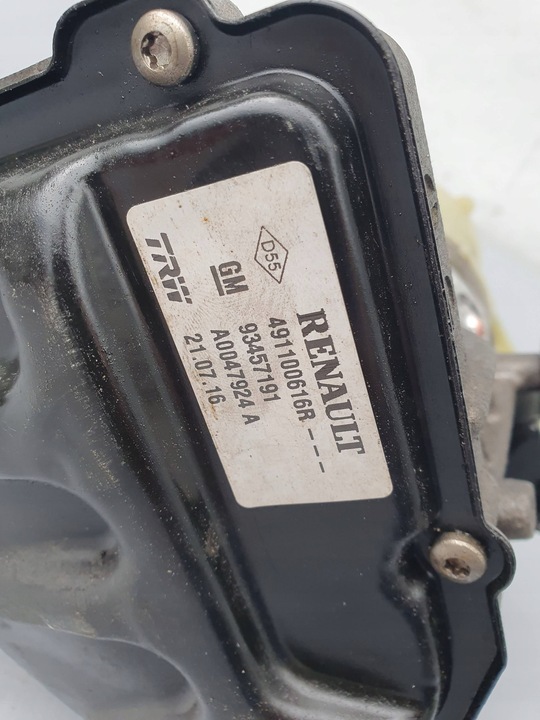 RENAULT
491100616R---
D55
GM
93457191
A0047924 A
TRW
21.07.16